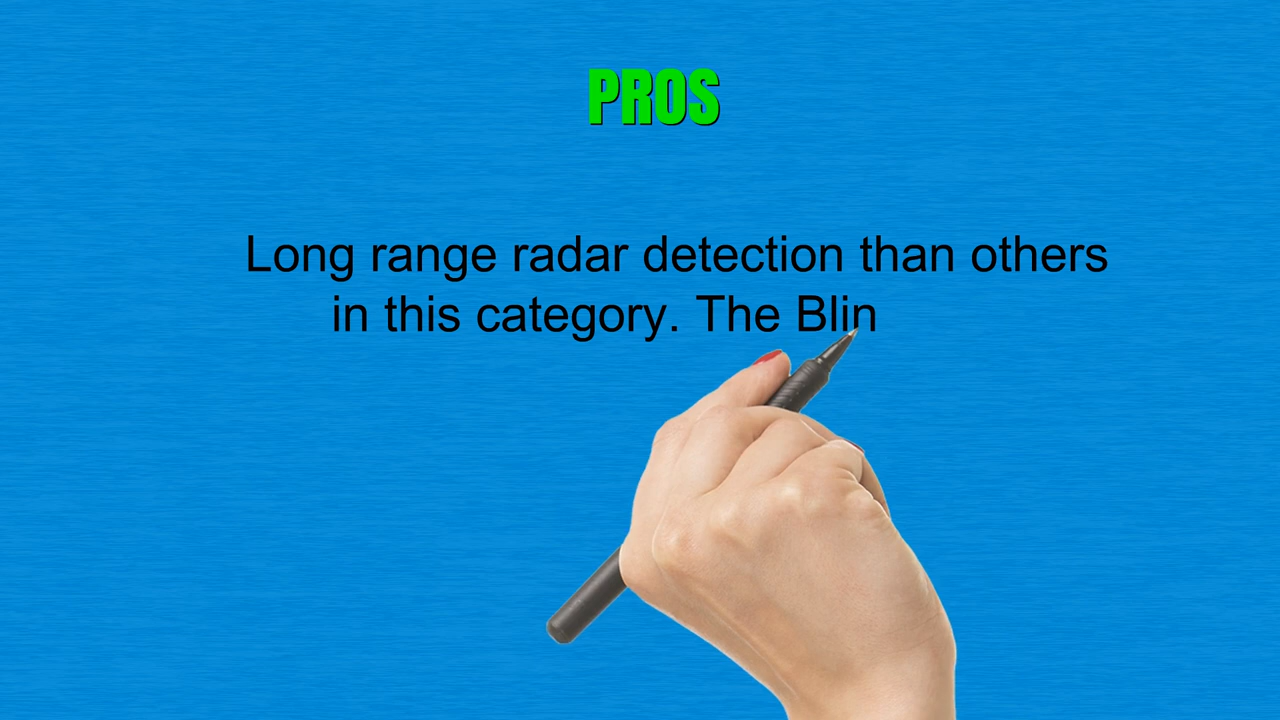 PROS
Long range radar detection than others
in this category. The Blin